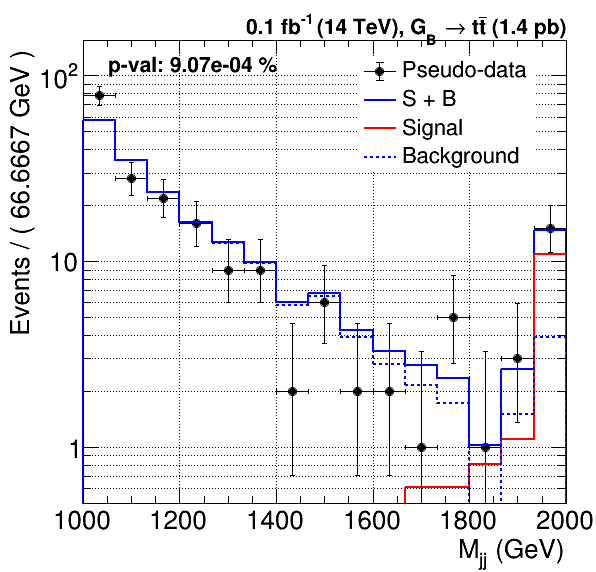 0.1 fb⁻¹ (14 TeV), G_B → tt̄ (1.4 pb)
p-val: 9.07e-04 %
Pseudo-data
S + B
Signal
Background
Events / ( 66.6667 GeV )
10²
10
1
1000 1200 1400 1600 1800 2000
M_jj (GeV)